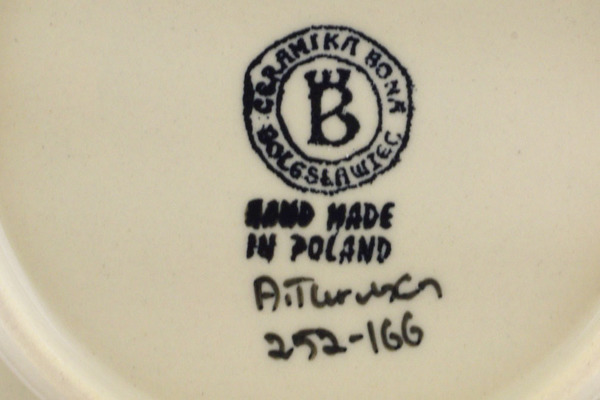 CERAMIKA BONA
BOLESŁAWIEC
B
HAND MADE
IN POLAND
252-166